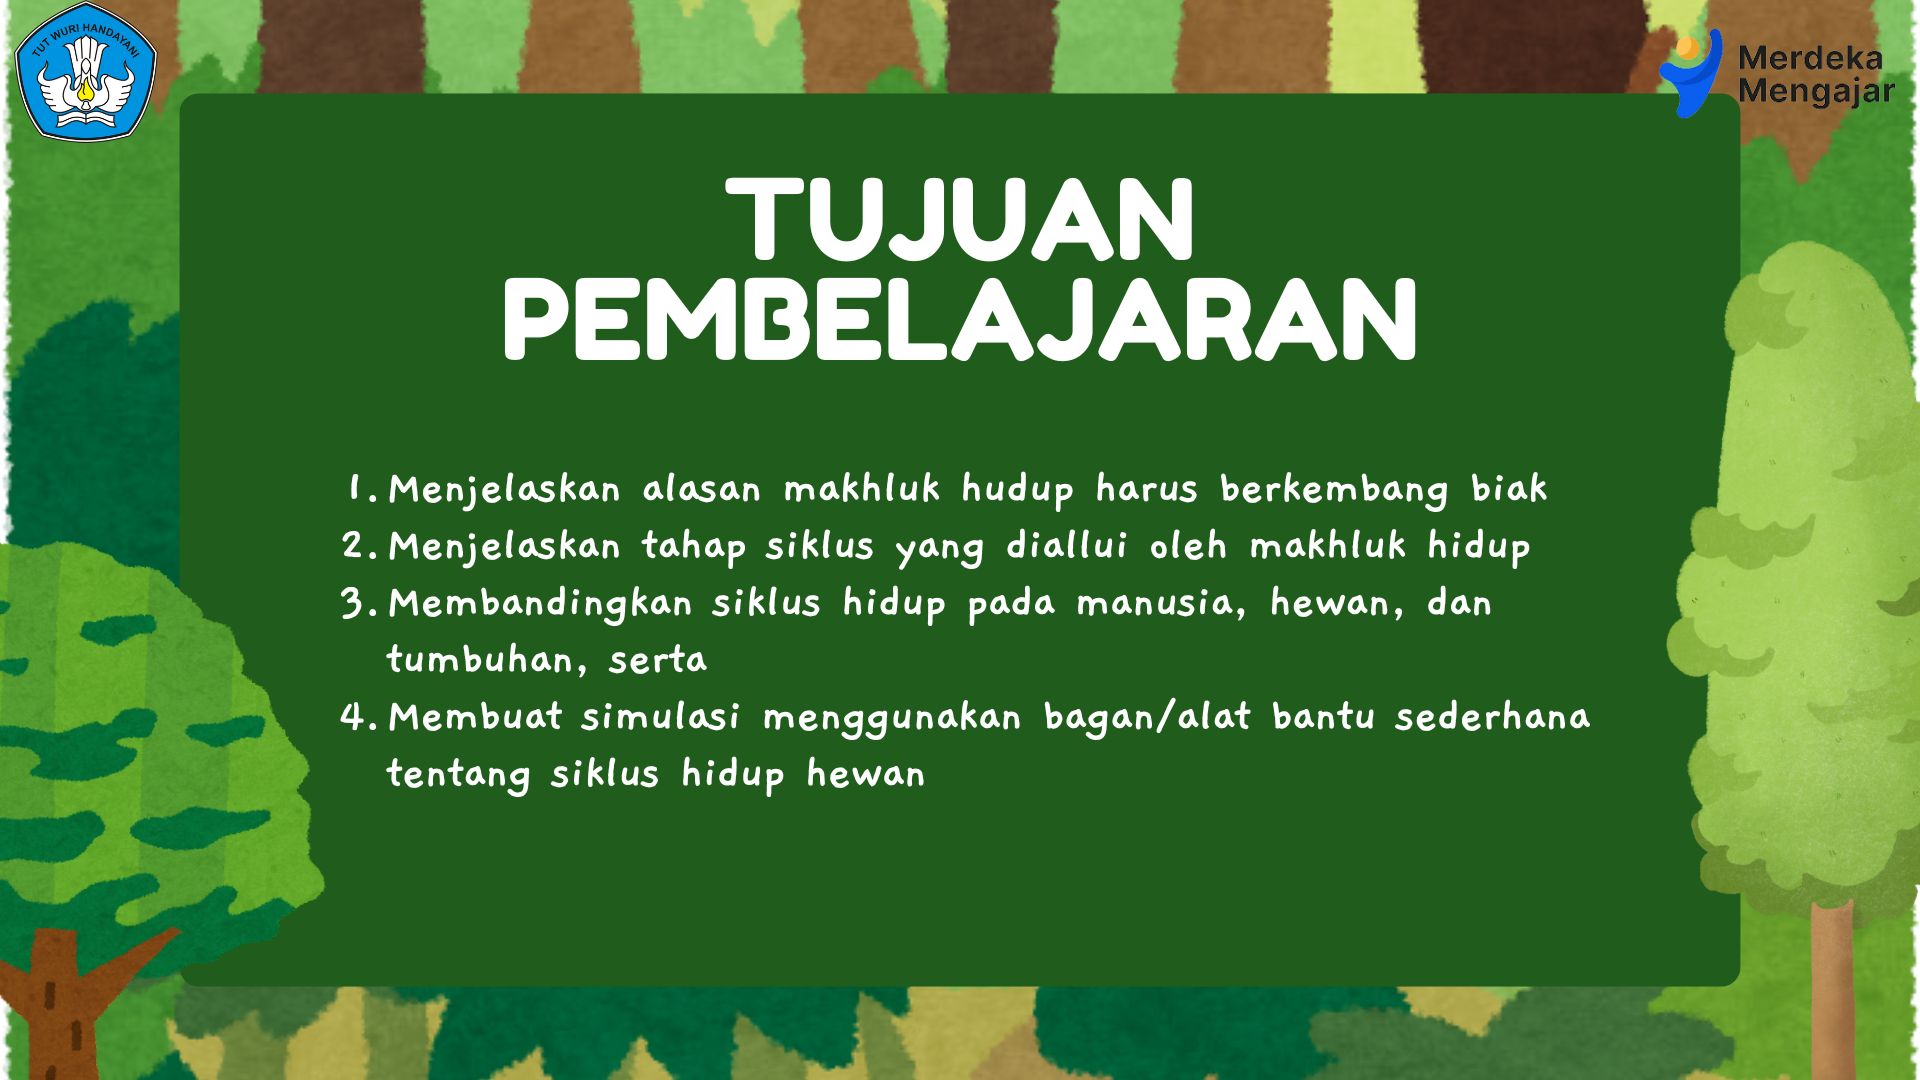 TUT WURI HANDAYANI
Merdeka
Mengajar
TUJUAN
PEMBELAJARAN
1. Menjelaskan alasan makhluk hudup harus berkembang biak
2. Menjelaskan tahap siklus yang diallui oleh makhluk hidup
3. Membandingkan siklus hidup pada manusia, hewan, dan
tumbuhan, serta
4. Membuat simulasi menggunakan bagan/alat bantu sederhana
tentang siklus hidup hewan